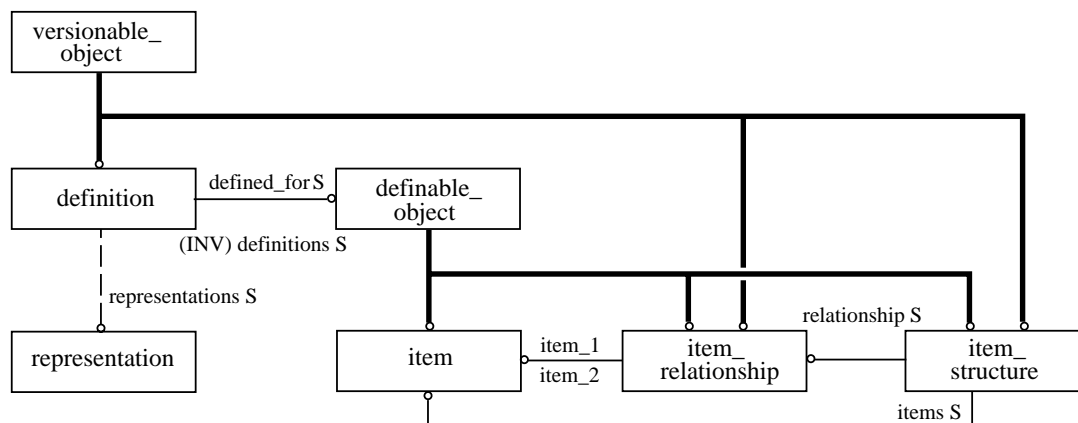 versionable_
object
definition
defined_for S
definable_
object
(INV) definitions S
representations S
relationship S
representation
item
item_1
item_2
item_
relationship
item_
structure
items S